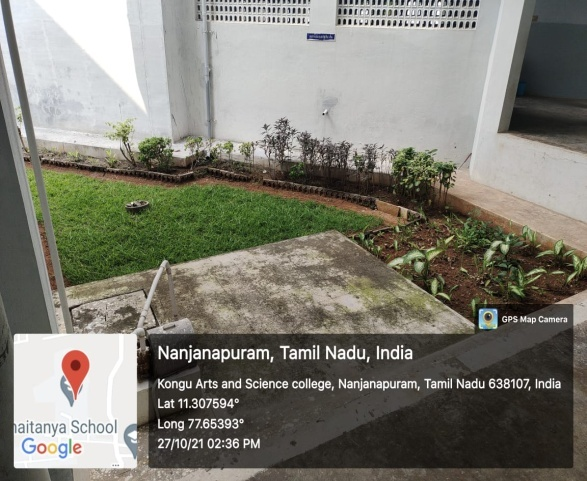 GPS Map Camera
Nanjanapuram, Tamil Nadu, India
Kongu Arts and Science college, Nanjanapuram, Tamil Nadu 638107, India
Lat 11.307594°
Long 77.65393°
27/10/21 02:36 PM
haitanya School
Google